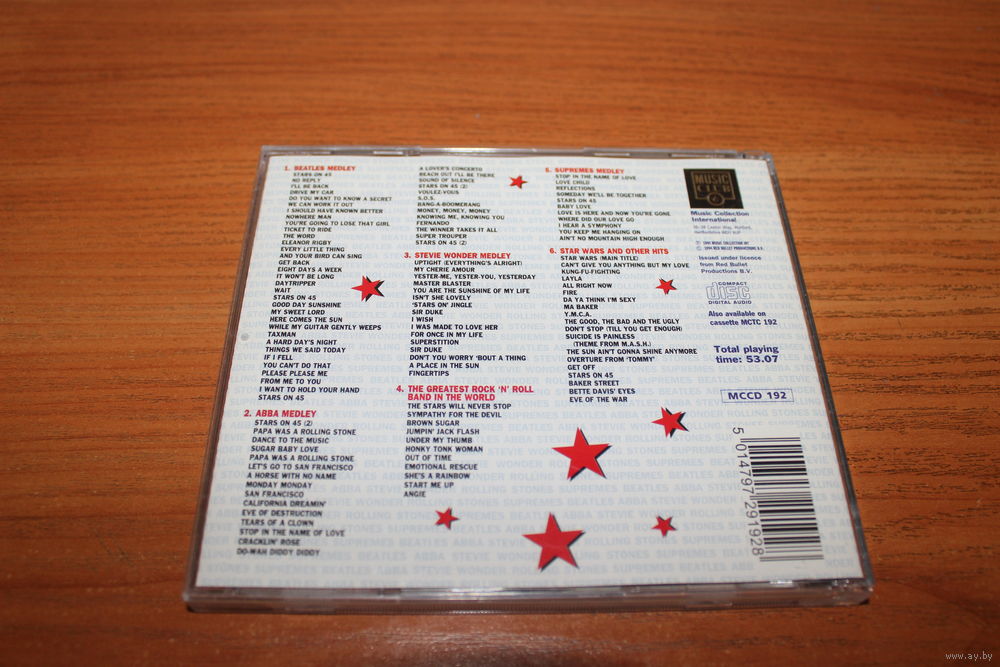 1. BEATLES MEDLEY
STARS ON 45
NO REPLY
I'LL BE BACK
DRIVE MY CAR
DO YOU WANT TO KNOW A SECRET
WE CAN WORK IT OUT
I SHOULD HAVE KNOWN BETTER
NOWHERE MAN
YOU'RE GOING TO LOSE THAT GIRL
TICKET TO RIDE
THE WORD
ELEANOR RIGBY
EVERY LITTLE THING
AND YOUR BIRD CAN SING
GET BACK
EIGHT DAYS A WEEK
IT WON'T BE LONG
DAYTRIPPER
WAIT
STARS ON 45
GOOD DAY SUNSHINE
MY SWEET LORD
HERE COMES THE SUN
WHILE MY GUITAR GENTLY WEEPS
TAXMAN
A HARD DAY'S NIGHT
THINGS WE SAID TODAY
IF I FELL
YOU CAN'T DO THAT
PLEASE PLEASE ME
FROM ME TO YOU
I WANT TO HOLD YOUR HAND
STARS ON 45
2. ABBA MEDLEY
STARS ON 45 (2)
PAPA WAS A ROLLING STONE
DANCE TO THE MUSIC
SUGAR BABY LOVE
PAPA WAS A ROLLING STONE
LET'S GO TO SAN FRANCISCO
A HORSE WITH NO NAME
MONDAY MONDAY
SAN FRANCISCO
CALIFORNIA DREAMIN'
EVE OF DESTRUCTION
TEARS OF A CLOWN
STOP IN THE NAME OF LOVE
CRACKLIN' ROSE
DO-WAH DIDDY DIDDY
A LOVER'S CONCERTO
REACH OUT I'LL BE THERE
SOUND OF SILENCE
STARS ON 45 (2)
VOULEZ-VOUS
S.O.S.
BANG-A-BOOMERANG
MONEY, MONEY, MONEY
KNOWING ME, KNOWING YOU
FERNANDO
THE WINNER TAKES IT ALL
SUPER TROUPER
STARS ON 45 (2)
3. STEVIE WONDER MEDLEY
UPTIGHT (EVERYTHING'S ALRIGHT)
MY CHERIE AMOUR
YESTER-ME, YESTER-YOU, YESTERDAY
MASTER BLASTER
YOU ARE THE SUNSHINE OF MY LIFE
ISN'T SHE LOVELY
'STARS ON' JINGLE
SIR DUKE
I WISH
I WAS MADE TO LOVE HER
FOR ONCE IN MY LIFE
SUPERSTITION
SIR DUKE
DON'T YOU WORRY 'BOUT A THING
A PLACE IN THE SUN
FINGERTIPS
4. THE GREATEST ROCK 'N' ROLL
BAND IN THE WORLD
THE STARS WILL NEVER STOP
SYMPATHY FOR THE DEVIL
BROWN SUGAR
JUMPIN' JACK FLASH
UNDER MY THUMB
HONKY TONK WOMAN
OUT OF TIME
EMOTIONAL RESCUE
SHE'S A RAINBOW
START ME UP
ANGIE
5. SUPREMES MEDLEY
STOP IN THE NAME OF LOVE
LOVE CHILD
REFLECTIONS
SOMEDAY WE'LL BE TOGETHER
STARS ON 45
BABY LOVE
LOVE IS HERE AND NOW YOU'RE GONE
WHERE DID OUR LOVE GO
I HEAR A SYMPHONY
YOU KEEP ME HANGING ON
AIN'T NO MOUNTAIN HIGH ENOUGH
6. STAR WARS AND OTHER HITS
STAR WARS (MAIN TITLE)
CAN'T GIVE YOU ANYTHING BUT MY LOVE
KUNG-FU-FIGHTING
LAYLA
ALL RIGHT NOW
FIRE
DA YA THINK I'M SEXY
MA BAKER
Y.M.C.A.
THE GOOD, THE BAD AND THE UGLY
DON'T STOP (TILL YOU GET ENOUGH)
SUICIDE IS PAINLESS
(THEME FROM M.A.S.H.)
THE SUN AIN'T GONNA SHINE ANYMORE
OVERTURE FROM 'TOMMY'
GET OFF
STARS ON 45
BAKER STREET
BETTE DAVIS' EYES
EVE OF THE WAR
MUSIC
CLUB
Music Collection
International
Issued under licence
from Red Bullet
Productions B.V.
COMPACT
disc
DIGITAL AUDIO
Also available on
cassette MCTC 192
Total playing
time: 53.07
MCCD 192
5 014797 291928
www.ay.by